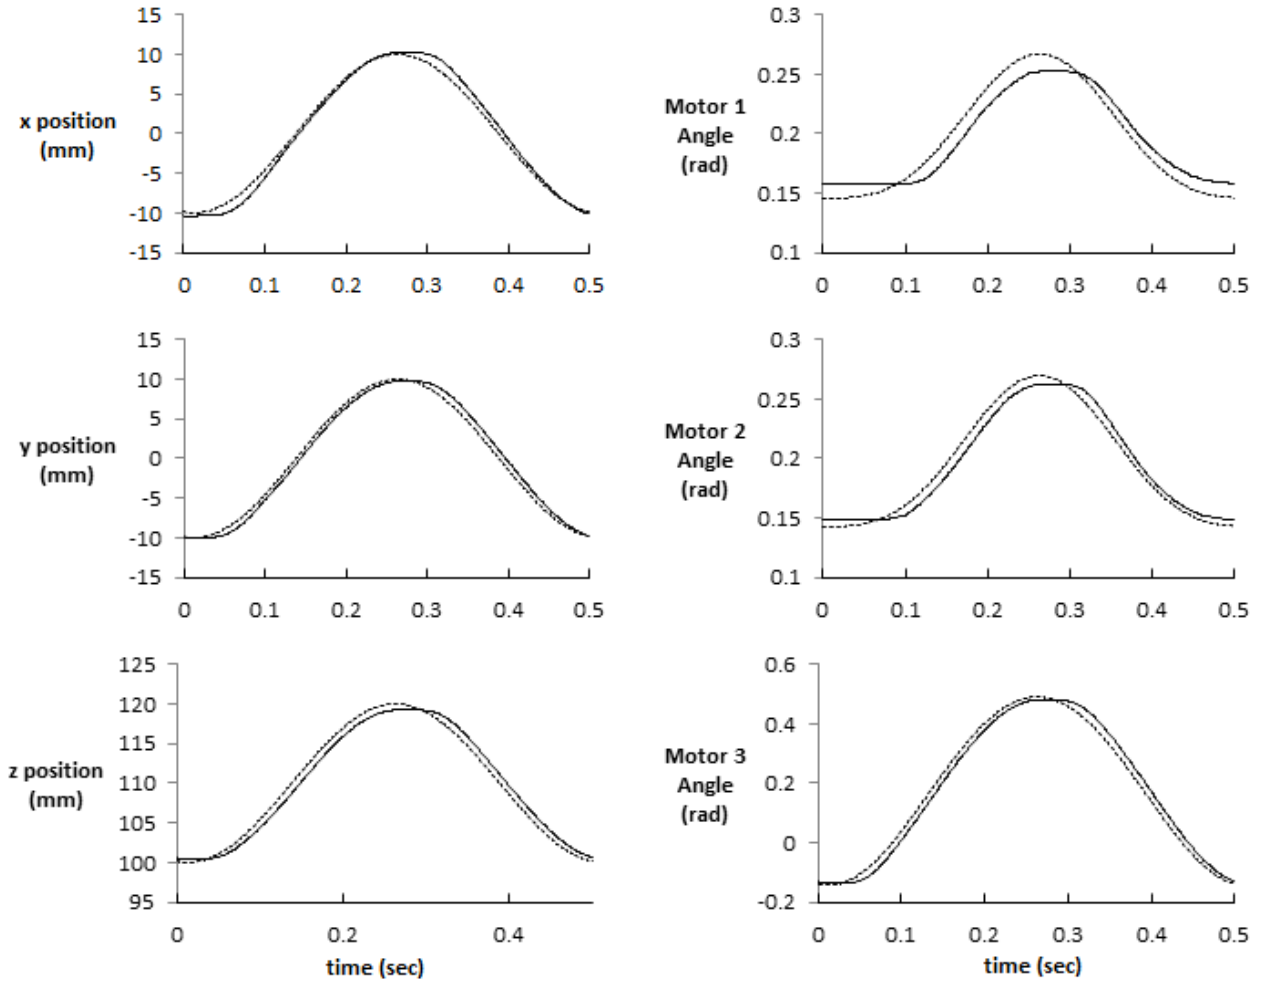 15
10
5
0
-5
-10
-15
x position
(mm)
0 0.1 0.2 0.3 0.4 0.5
0.3
0.25
0.2
0.15
0.1
Motor 1
Angle
(rad)
0 0.1 0.2 0.3 0.4 0.5
15
10
5
0
-5
-10
-15
y position
(mm)
0 0.1 0.2 0.3 0.4 0.5
0.3
0.25
0.2
0.15
0.1
Motor 2
Angle
(rad)
0 0.1 0.2 0.3 0.4 0.5
125
120
115
110
105
100
95
z position
(mm)
0 0.2 0.4
time (sec)
0.6
0.4
0.2
0
-0.2
Motor 3
Angle
(rad)
0 0.1 0.2 0.3 0.4 0.5
time (sec)